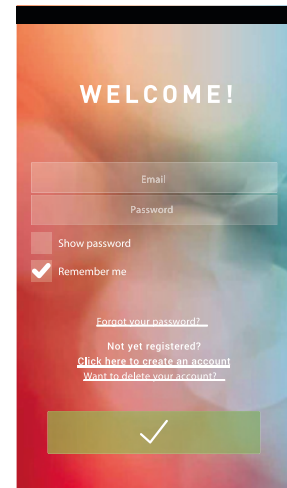 WELCOME!
Email
Password
Show password
Remember me
Forgot your password?
Not yet registered?
Click here to create an account
Want to delete your account?